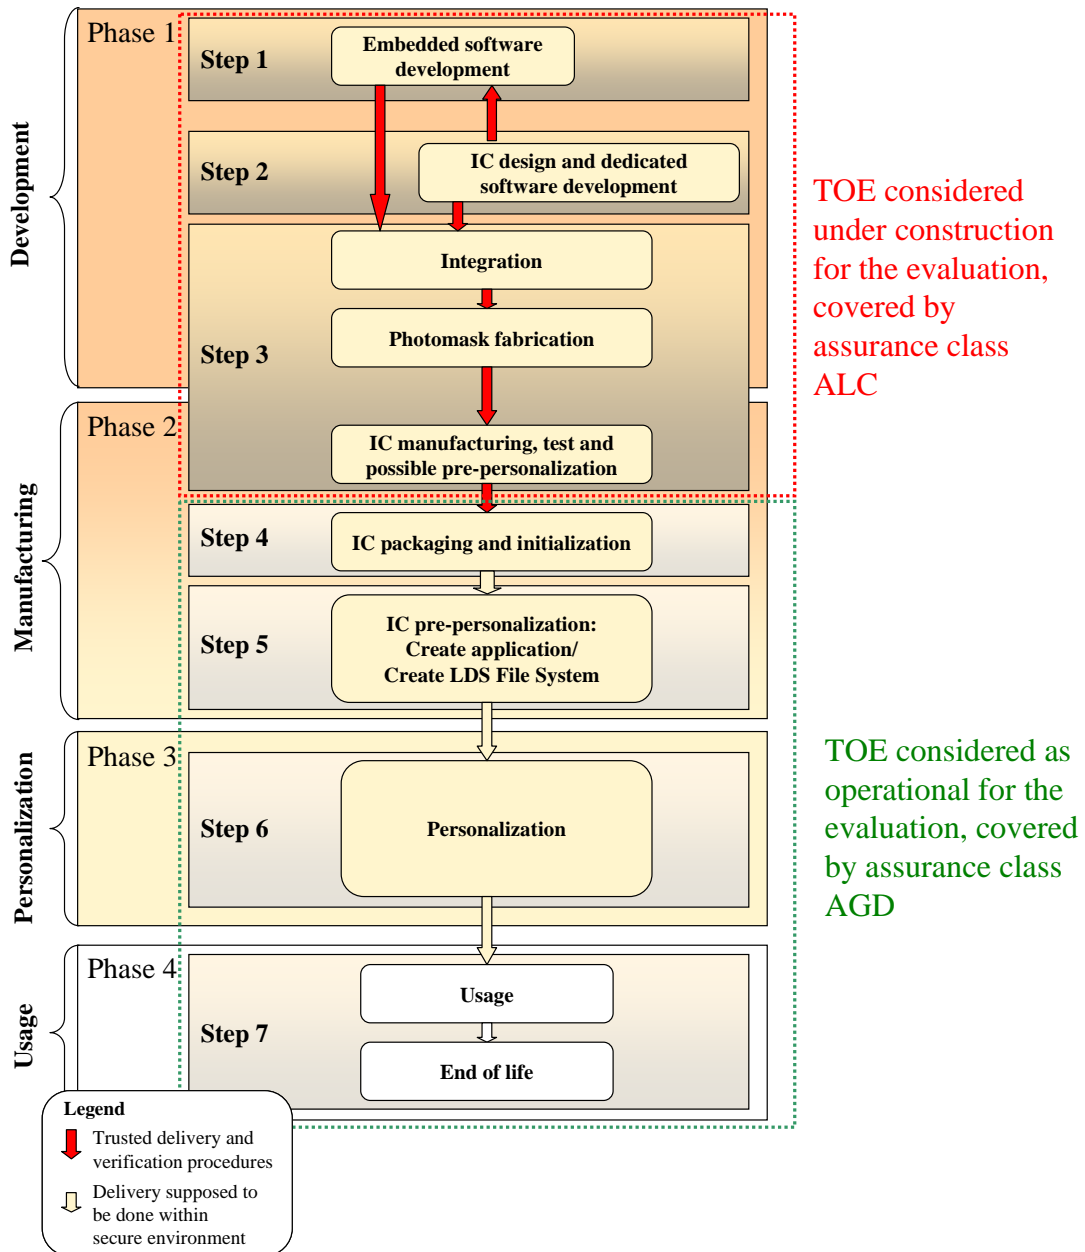 Phase 1
Step 1
Embedded software
development
Development
Step 2
IC design and dedicated
software development
TOE considered
under construction
for the evaluation,
covered by
assurance class
ALC
Integration
Step 3
Photomask fabrication
Phase 2
IC manufacturing, test and
possible pre-personalization
Manufacturing
Step 4
IC packaging and initialization
Step 5
IC pre-personalization:
Create application/
Create LDS File System
Phase 3
Personalization
Step 6
Personalization
TOE considered as
operational for the
evaluation, covered
by assurance class
AGD
Phase 4
Usage
Step 7
Usage
End of life
Legend
Trusted delivery and
verification procedures
Delivery supposed to
be done within
secure environment